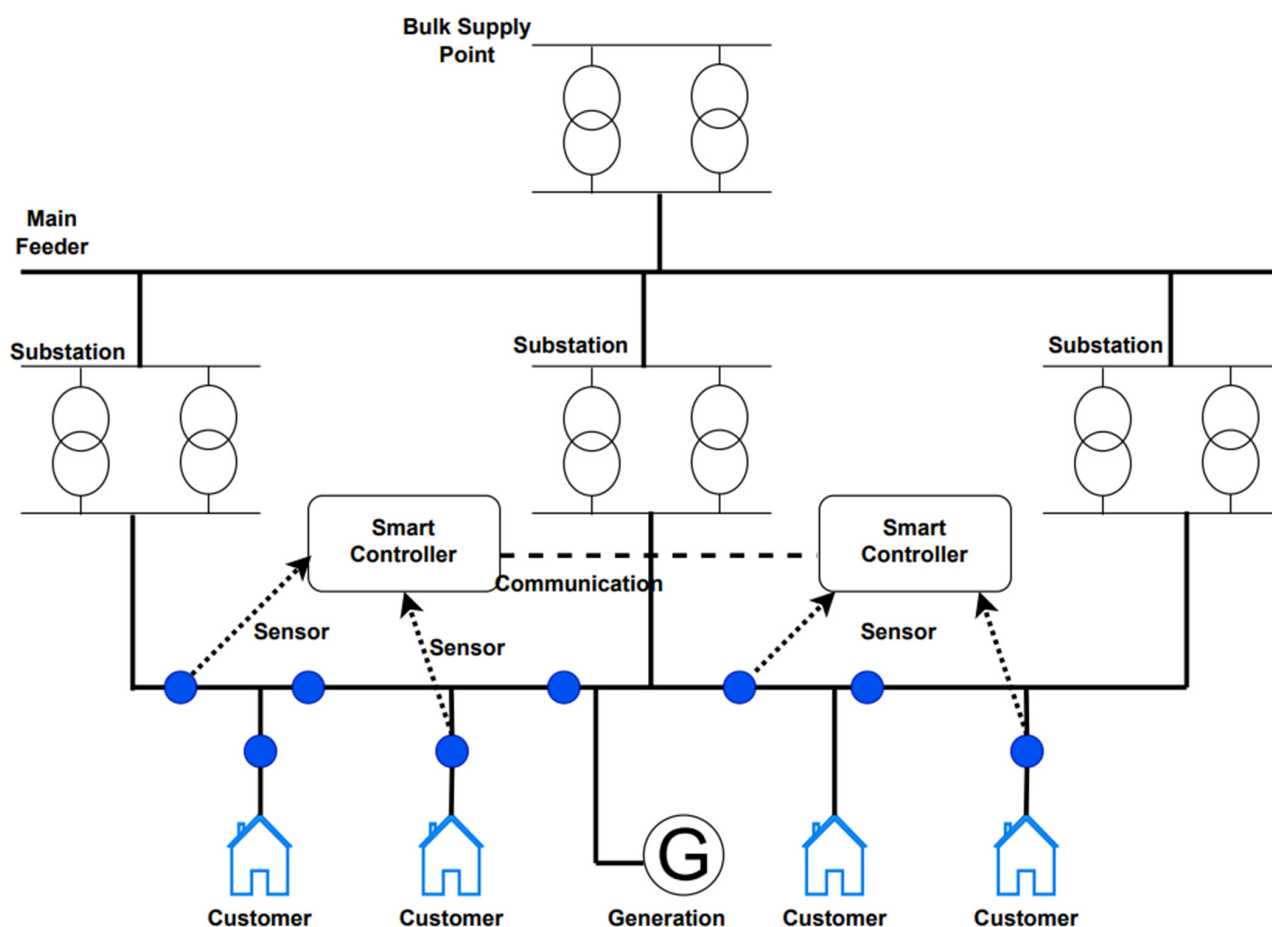 Bulk Supply
Point
Main
Feeder
Substation
Substation
Substation
Smart
Controller
Smart
Controller
Communication
Sensor
Sensor
Sensor
G
Customer
Customer
Generation
Customer
Customer